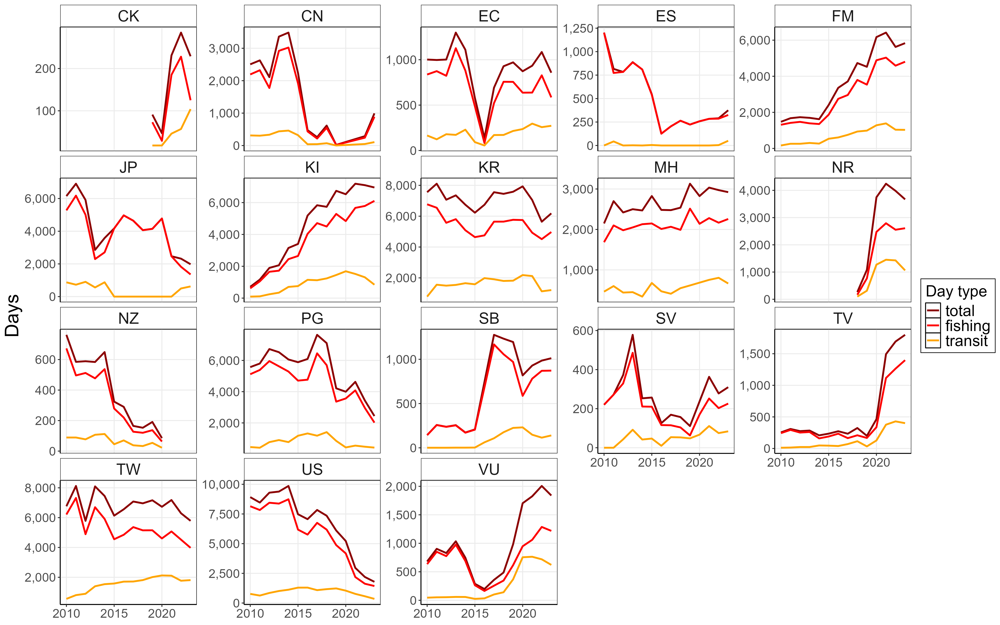 CK
CN
EC
ES
FM
200
100
3,000
2,000
1,000
0
1,000
500
0
1,250
1,000
750
500
250
0
6,000
4,000
2,000
0
JP
KI
KR
MH
NR
6,000
4,000
2,000
0
6,000
4,000
2,000
0
8,000
6,000
4,000
2,000
3,000
2,000
1,000
4,000
3,000
2,000
1,000
0
Days
Day type
total
fishing
transit
NZ
PG
SB
SV
TV
600
400
200
0
6,000
4,000
2,000
1,000
500
0
600
400
200
0
1,500
1,000
500
0
2010 2015 2020
2010 2015 2020
TW
US
VU
8,000
6,000
4,000
2,000
10,000
7,500
5,000
2,500
0
2,000
1,500
1,000
500
0
2010 2015 2020
2010 2015 2020
2010 2015 2020